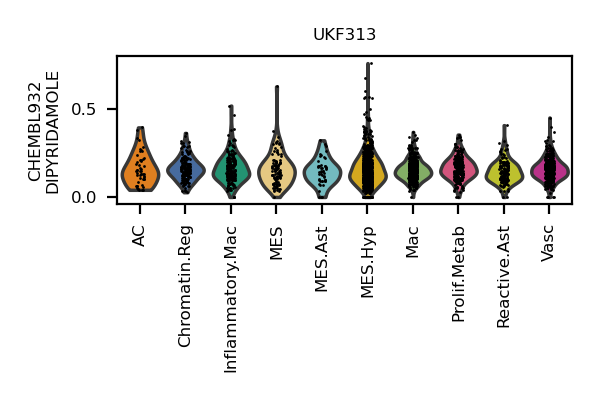 UKF313
CHEMBL932
DIPYRIDAMOLE
0.5
0.0
AC
Chromatin.Reg
Inflammatory.Mac
MES
MES.Ast
MES.Hyp
Mac
Prolif.Metab
Reactive.Ast
Vasc